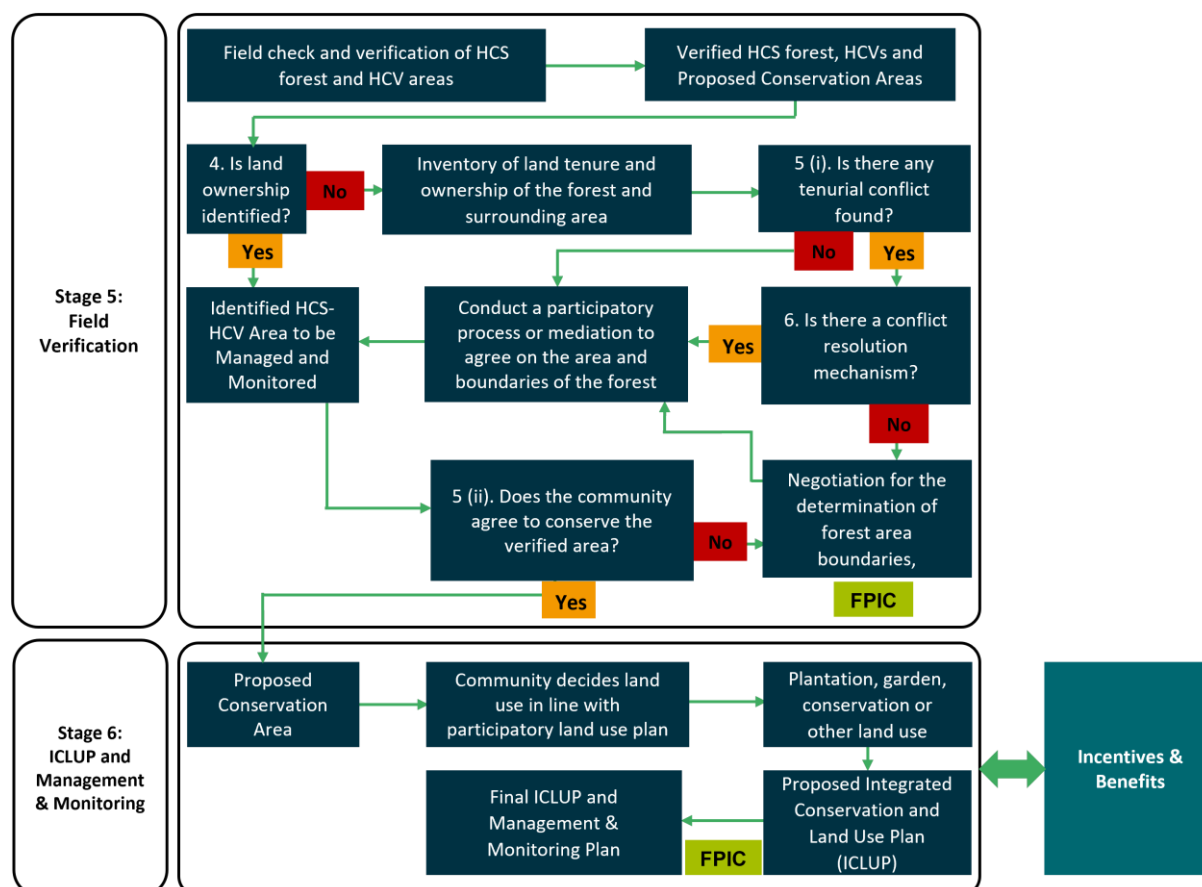 Field check and verification of HCS
forest and HCV areas
Verified HCS forest, HCVs and
Proposed Conservation Areas
4. Is land
ownership
identified?
No
Inventory of land tenure and
ownership of the forest and
surrounding area
5 (i). Is there any
tenurial conflict
found?
Yes
No
Yes
Stage 5:
Field
Verification
Identified HCS-
HCV Area to be
Managed and
Monitored
Conduct a participatory
process or mediation to
agree on the area and
boundaries of the forest
Yes
6. Is there a conflict
resolution
mechanism?
No
5 (ii). Does the community
agree to conserve the
verified area?
No
Negotiation for the
determination of
forest area
boundaries,
Yes
FPIC
Stage 6:
ICLUP and
Management
& Monitoring
Proposed
Conservation
Area
Community decides land
use in line with
participatory land use plan
Plantation, garden,
conservation or
other land use
Proposed Integrated
Conservation and
Land Use Plan
(ICLUP)
FPIC
Final ICLUP and
Management &
Monitoring Plan
Incentives &
Benefits